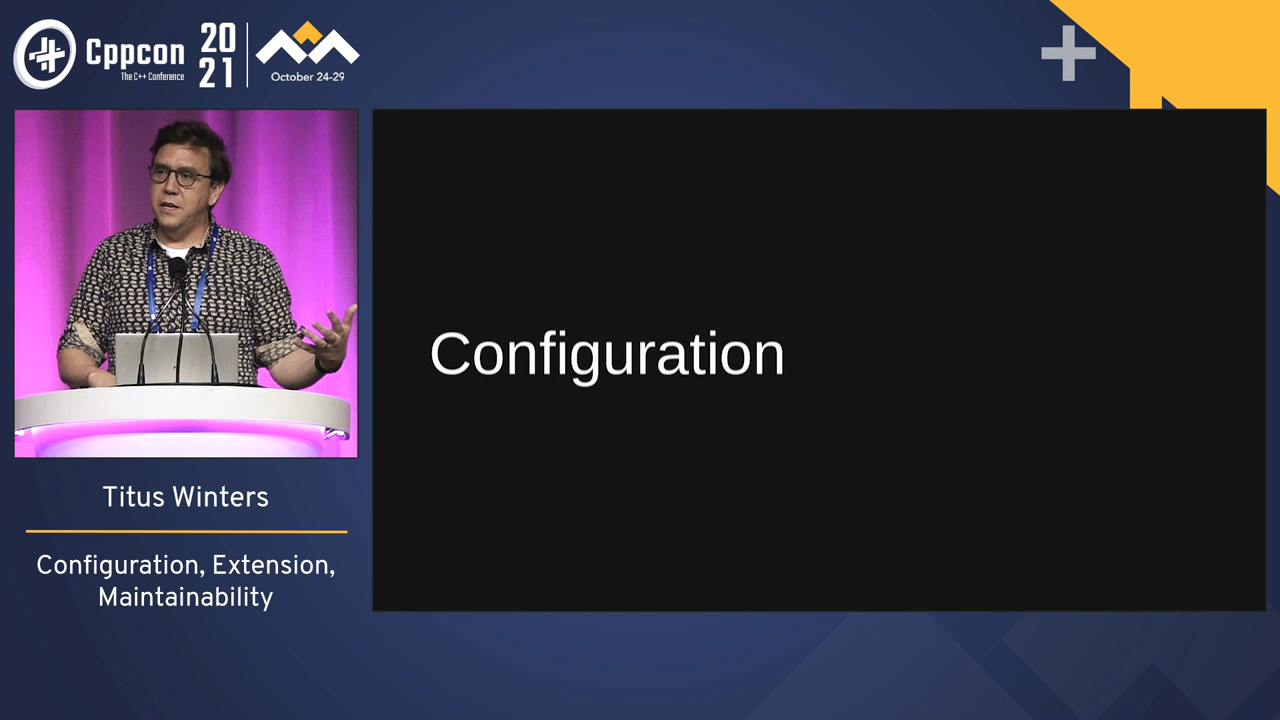 Cppcon
The C++ Conference
20
21
October 24-29
Configuration
Titus Winters
Configuration, Extension,
Maintainability